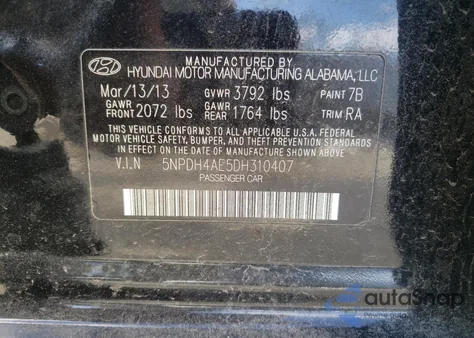 MANUFACTURED BY
HYUNDAI MOTOR MANUFACTURING ALABAMA, LLC
Mar/13/13 GVWR 3792 lbs PAINT 7B
GAWR FRONT 2072 lbs GAWR REAR 1764 lbs TRIM RA
THIS VEHICLE CONFORMS TO ALL APPLICABLE U.S.A. FEDERAL
MOTOR VEHICLE SAFETY, BUMPER, AND THEFT PREVENTION STANDARDS
IN EFFECT ON THE DATE OF MANUFACTURE SHOWN ABOVE.
V.I.N 5NPDH4AE5DH310407
PASSENGER CAR
autoSnap